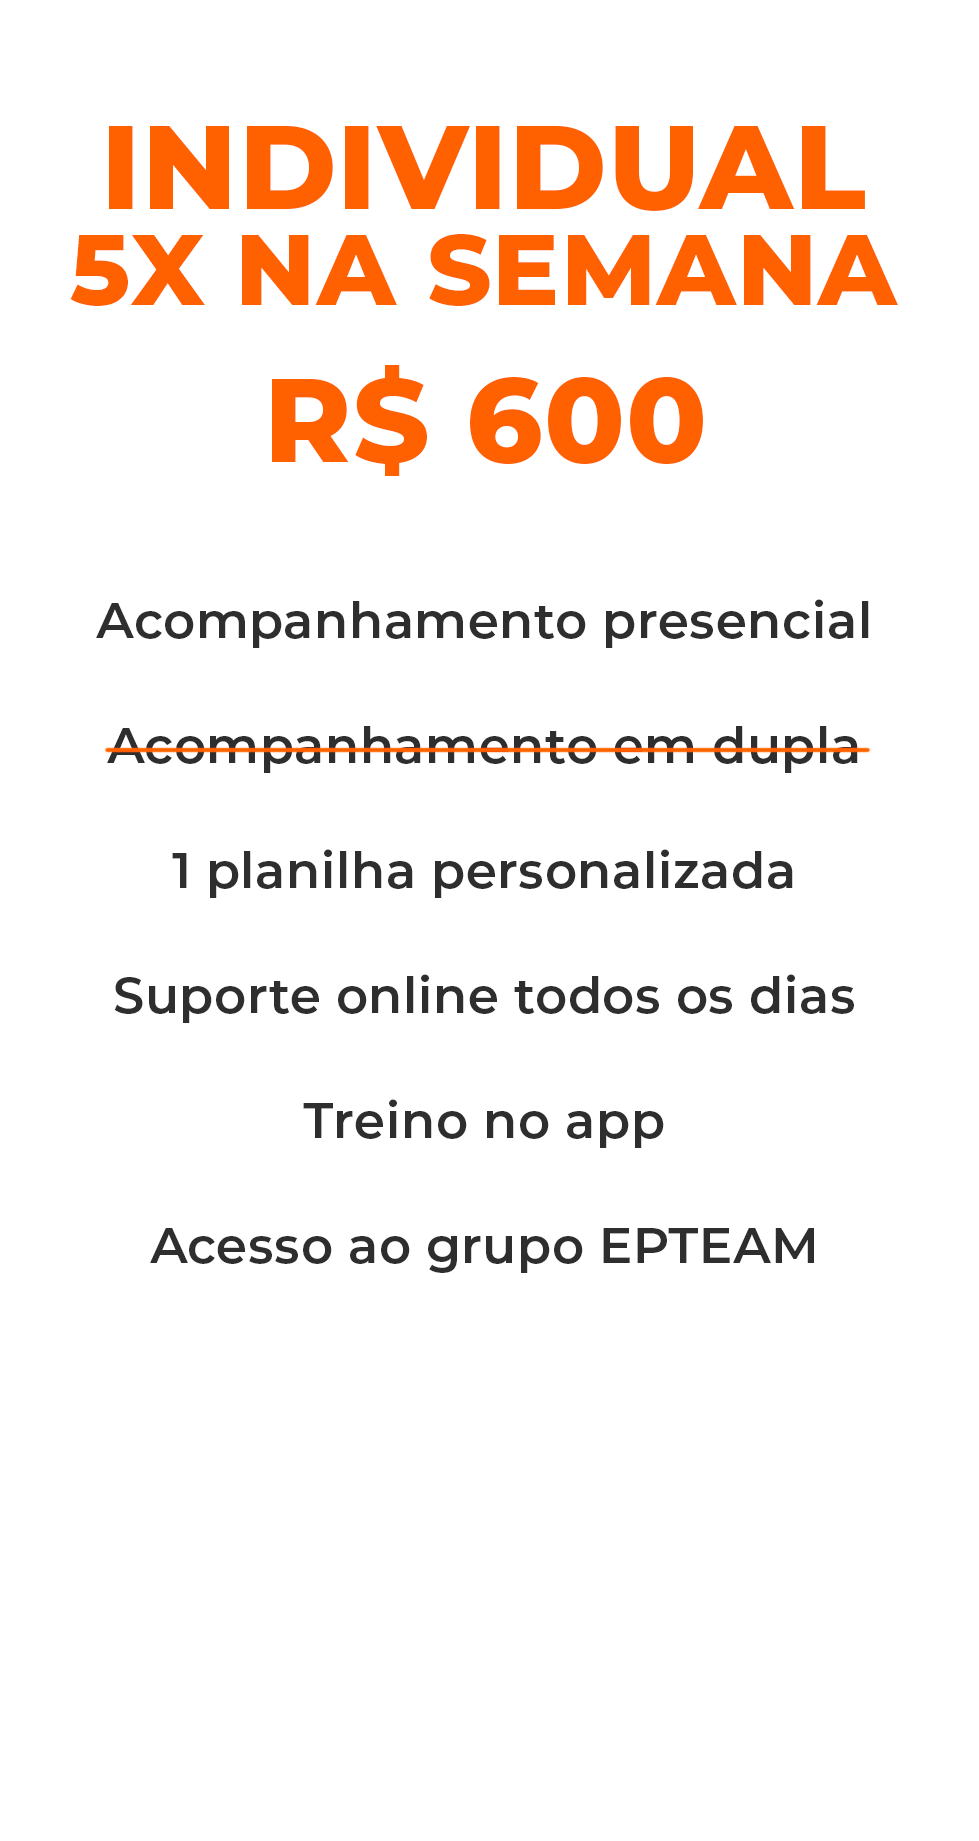 INDIVIDUAL
5X NA SEMANA
R$ 600
Acompanhamento presencial
Acompanhamento em dupla
1 planilha personalizada
Suporte online todos os dias
Treino no app
Acesso ao grupo EPTEAM